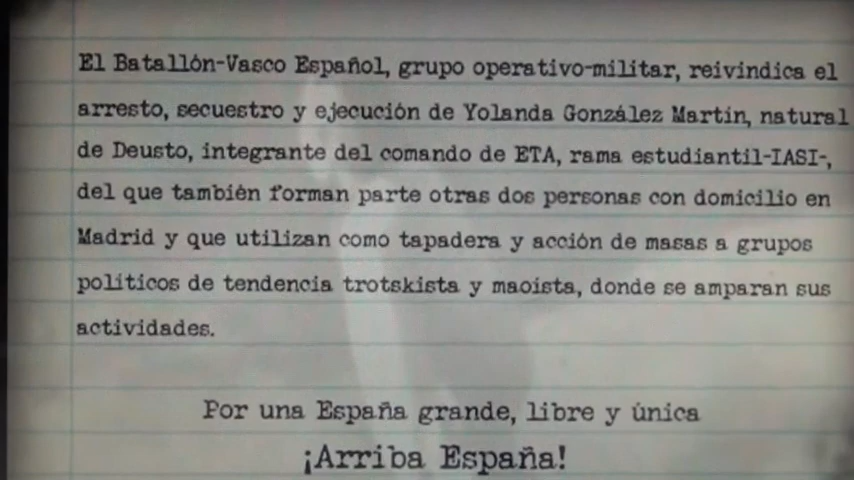 El Batallón-Vasco Español, grupo operativo-militar, reivindica el
arresto, secuestro y ejecución de Yolanda González Martín, natural
de Deusto, integrante del comando de ETA, rama estudiantil-IASI-,
del que también forman parte otras dos personas con domicilio en
Madrid y que utilizan como tapadera y acción de masas a grupos
políticos de tendencia trotskista y maoísta, donde se amparan sus
actividades.
Por una España grande, libre y única
¡Arriba España!